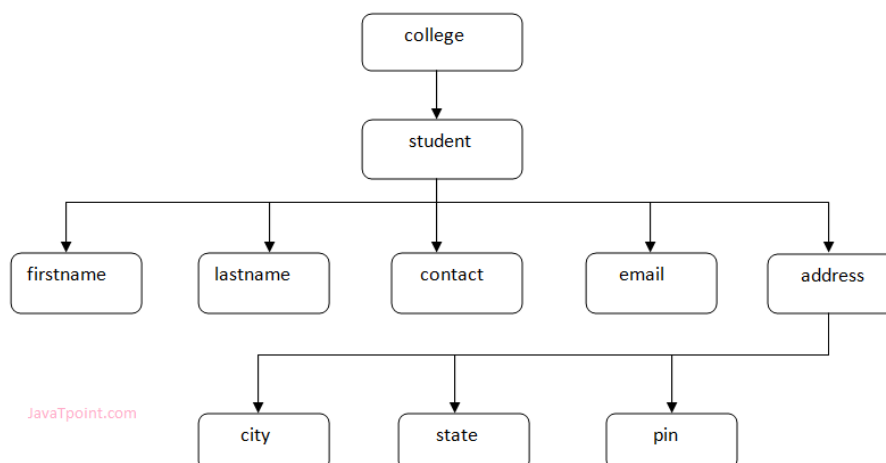 college
student
firstname
lastname
contact
email
address
JavaTpoint.com
city
state
pin